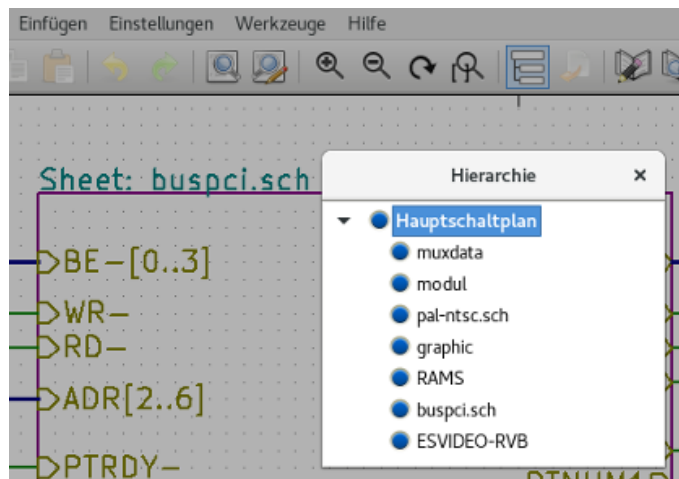 Einfügen Einstellungen Werkzeuge Hilfe
Sheet: buspci.sch
Hierarchie
Hauptschaltplan
muxdata
modul
pal-ntsc.sch
graphic
RAMS
buspci.sch
ESVIDEO-RVB
BE-[0..3]
WR-
RD-
ADR[2..6]
PTRDY-